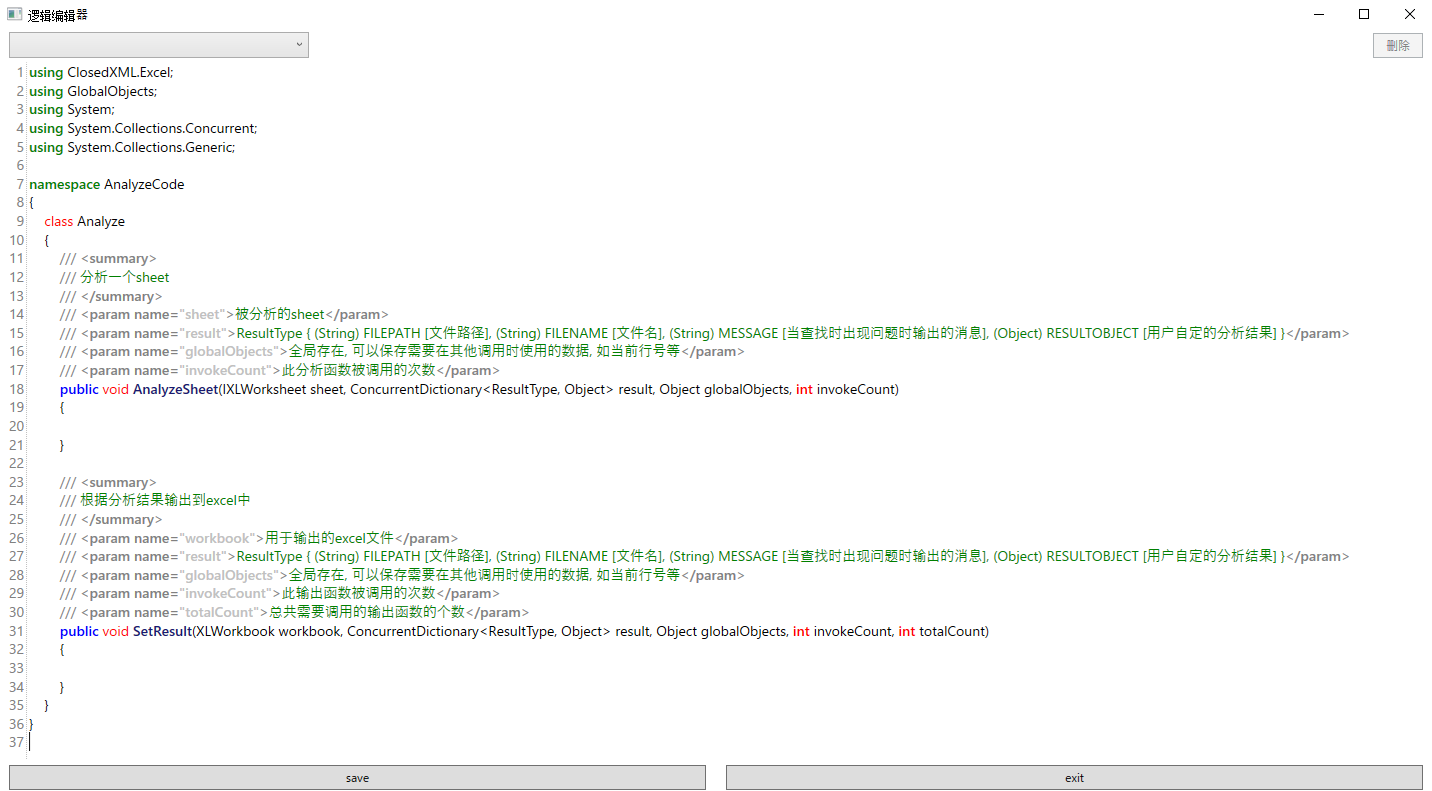 逻辑编辑器
删除
1 using ClosedXML.Excel;
2 using GlobalObjects;
3 using System;
4 using System.Collections.Concurrent;
5 using System.Collections.Generic;
6
7 namespace AnalyzeCode
8 {
9 class Analyze
10 {
11 /// <summary>
12 /// 分析一个sheet
13 /// </summary>
14 /// <param name="sheet">被分析的sheet</param>
15 /// <param name="result">ResultType { (String) FILEPATH [文件路径], (String) FILENAME [文件名], (String) MESSAGE [当查找时出现问题时输出的消息], (Object) RESULTOBJECT [用户自定的分析结果] }</param>
16 /// <param name="globalObjects">全局存在, 可以保存需要在其他调用时使用的数据, 如当前行号等</param>
17 /// <param name="invokeCount">此分析函数被调用的次数</param>
18 public void AnalyzeSheet(IXLWorksheet sheet, ConcurrentDictionary<ResultType, Object> result, Object globalObjects, int invokeCount)
19 {
20
21 }
22
23 /// <summary>
24 /// 根据分析结果输出到excel中
25 /// </summary>
26 /// <param name="workbook">用于输出的excel文件</param>
27 /// <param name="result">ResultType { (String) FILEPATH [文件路径], (String) FILENAME [文件名], (String) MESSAGE [当查找时出现问题时输出的消息], (Object) RESULTOBJECT [用户自定的分析结果] }</param>
28 /// <param name="globalObjects">全局存在, 可以保存需要在其他调用时使用的数据, 如当前行号等</param>
29 /// <param name="invokeCount">此输出函数被调用的次数</param>
30 /// <param name="totalCount">总共需要调用的输出函数的个数</param>
31 public void SetResult(XLWorkbook workbook, ConcurrentDictionary<ResultType, Object> result, Object globalObjects, int invokeCount, int totalCount)
32 {
33
34 }
35 }
36 }
37
save
exit